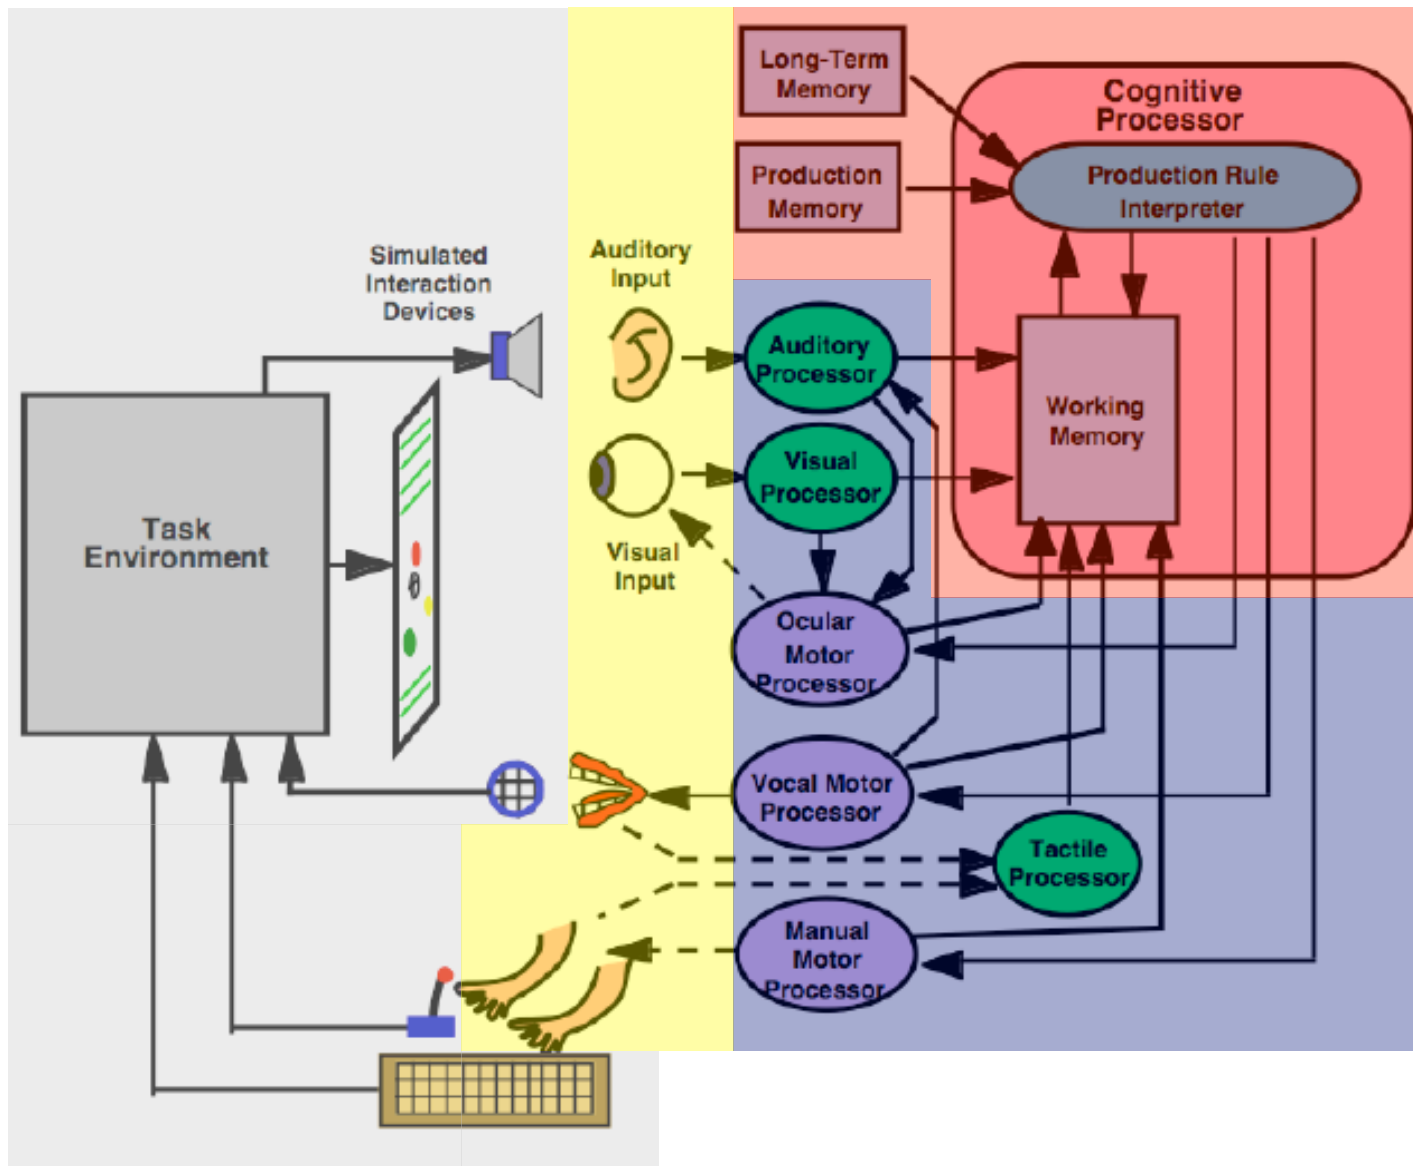 Long-Term
Memory
Cognitive
Processor
Production
Memory
Production Rule
Interpreter
Simulated
Interaction
Devices
Auditory
Input
Auditory
Processor
Working
Memory
Visual
Processor
Task
Environment
Visual
Input
Ocular
Motor
Processor
Vocal Motor
Processor
Tactile
Processor
Manual
Motor
Processor